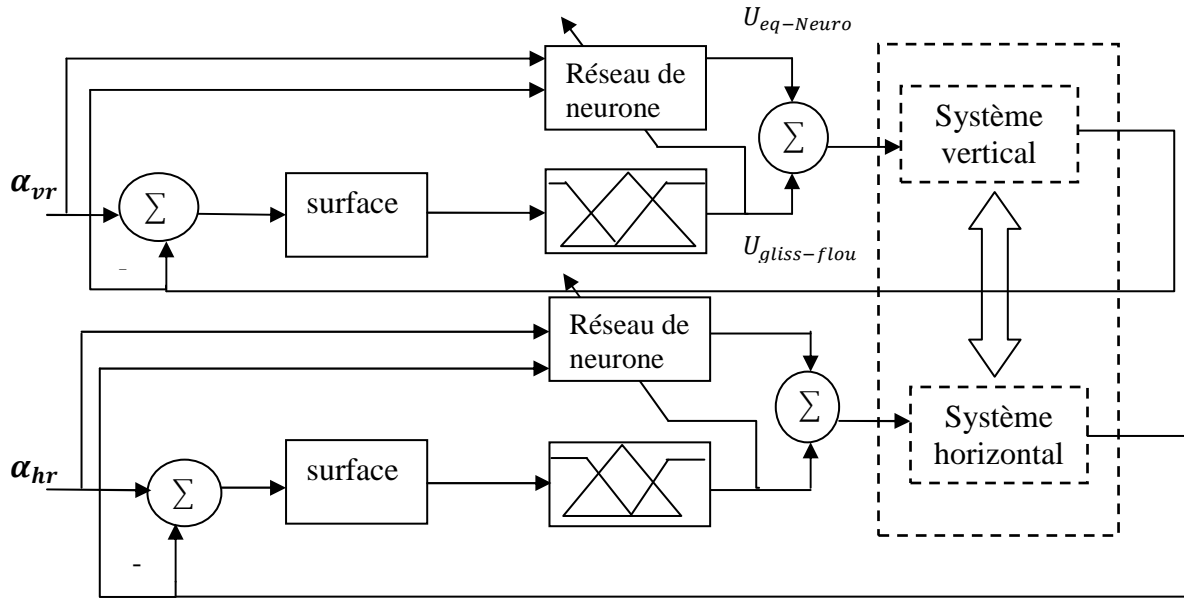 U_{eq-Neuro}
Réseau de
neurone
Σ
Système
vertical
α_{vr}
Σ
surface
U_{gliss-flou}
-
Réseau de
neurone
Σ
Système
horizontal
α_{hr}
Σ
surface
-